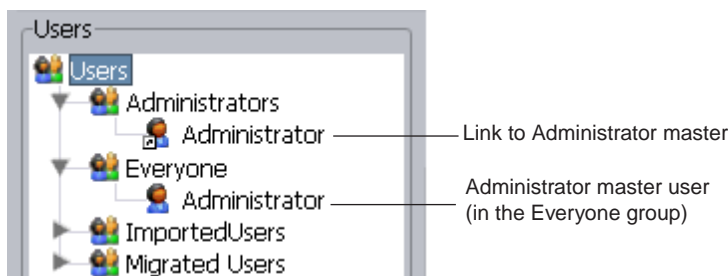 Users
Users
Administrators
Administrator
Link to Administrator master
Everyone
Administrator
Administrator master user
(in the Everyone group)
ImportedUsers
Migrated Users